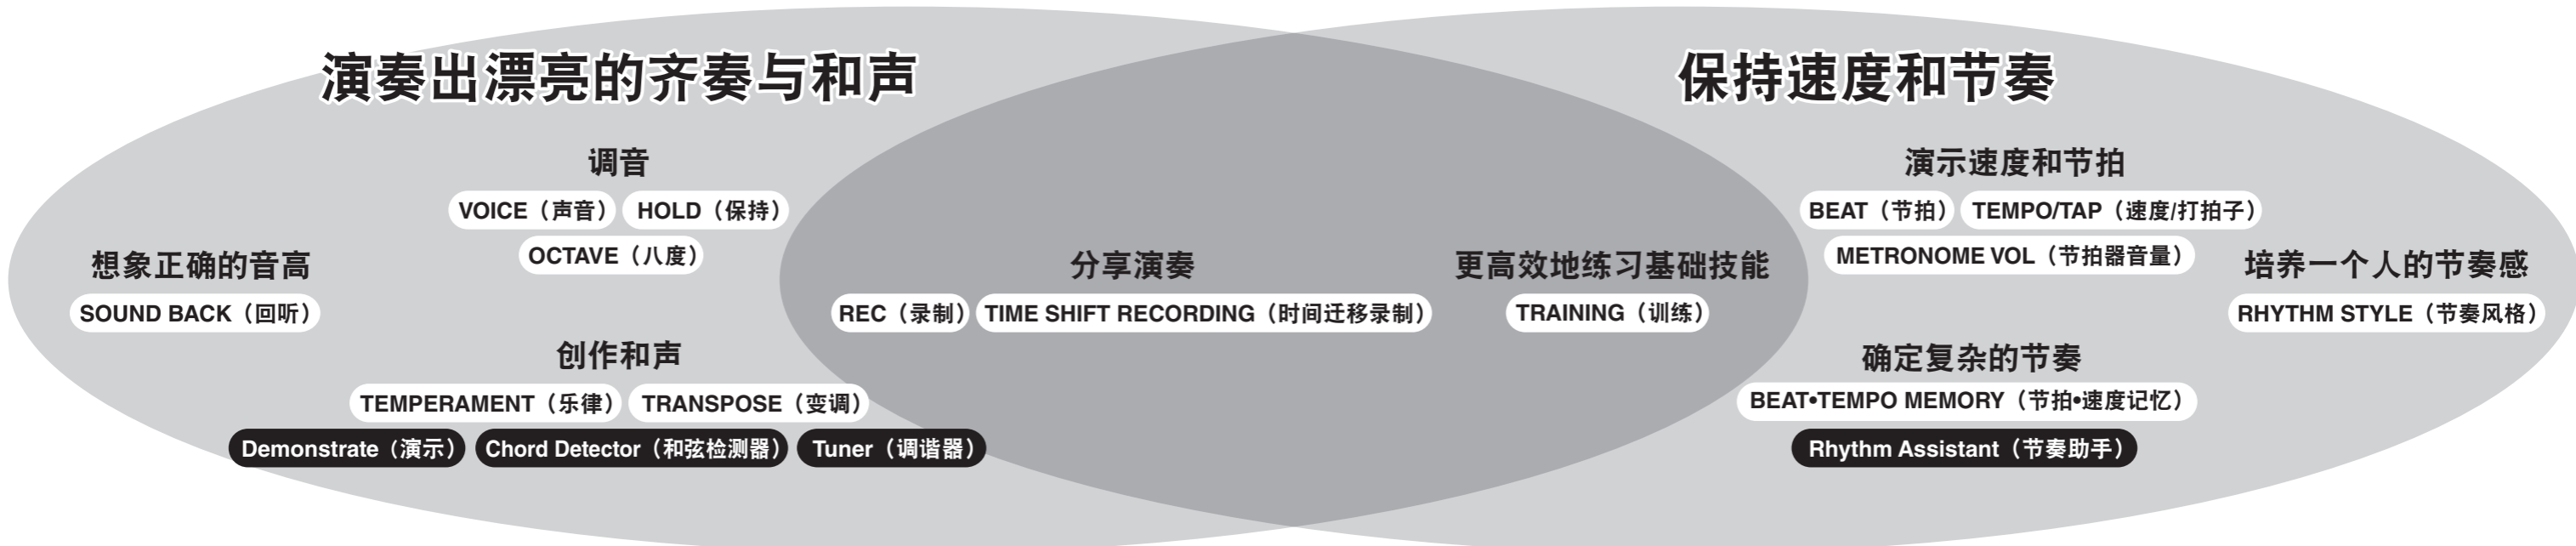 演奏出漂亮的齐奏与和声
调音
VOICE（声音） HOLD（保持）
OCTAVE（八度）
想象正确的音高
SOUND BACK（回听）
创作和声
TEMPERAMENT（乐律） TRANSPOSE（变调）
Demonstrate（演示） Chord Detector（和弦检测器） Tuner（调谐器）
分享演奏
REC（录制） TIME SHIFT RECORDING（时间迁移录制）
更高效地练习基础技能
TRAINING（训练）
保持速度和节奏
演示速度和节拍
BEAT（节拍） TEMPO/TAP（速度/打拍子）
METRONOME VOL（节拍器音量）
培养一个人的节奏感
RHYTHM STYLE（节奏风格）
确定复杂的节奏
BEAT•TEMPO MEMORY（节拍•速度记忆）
Rhythm Assistant（节奏助手）